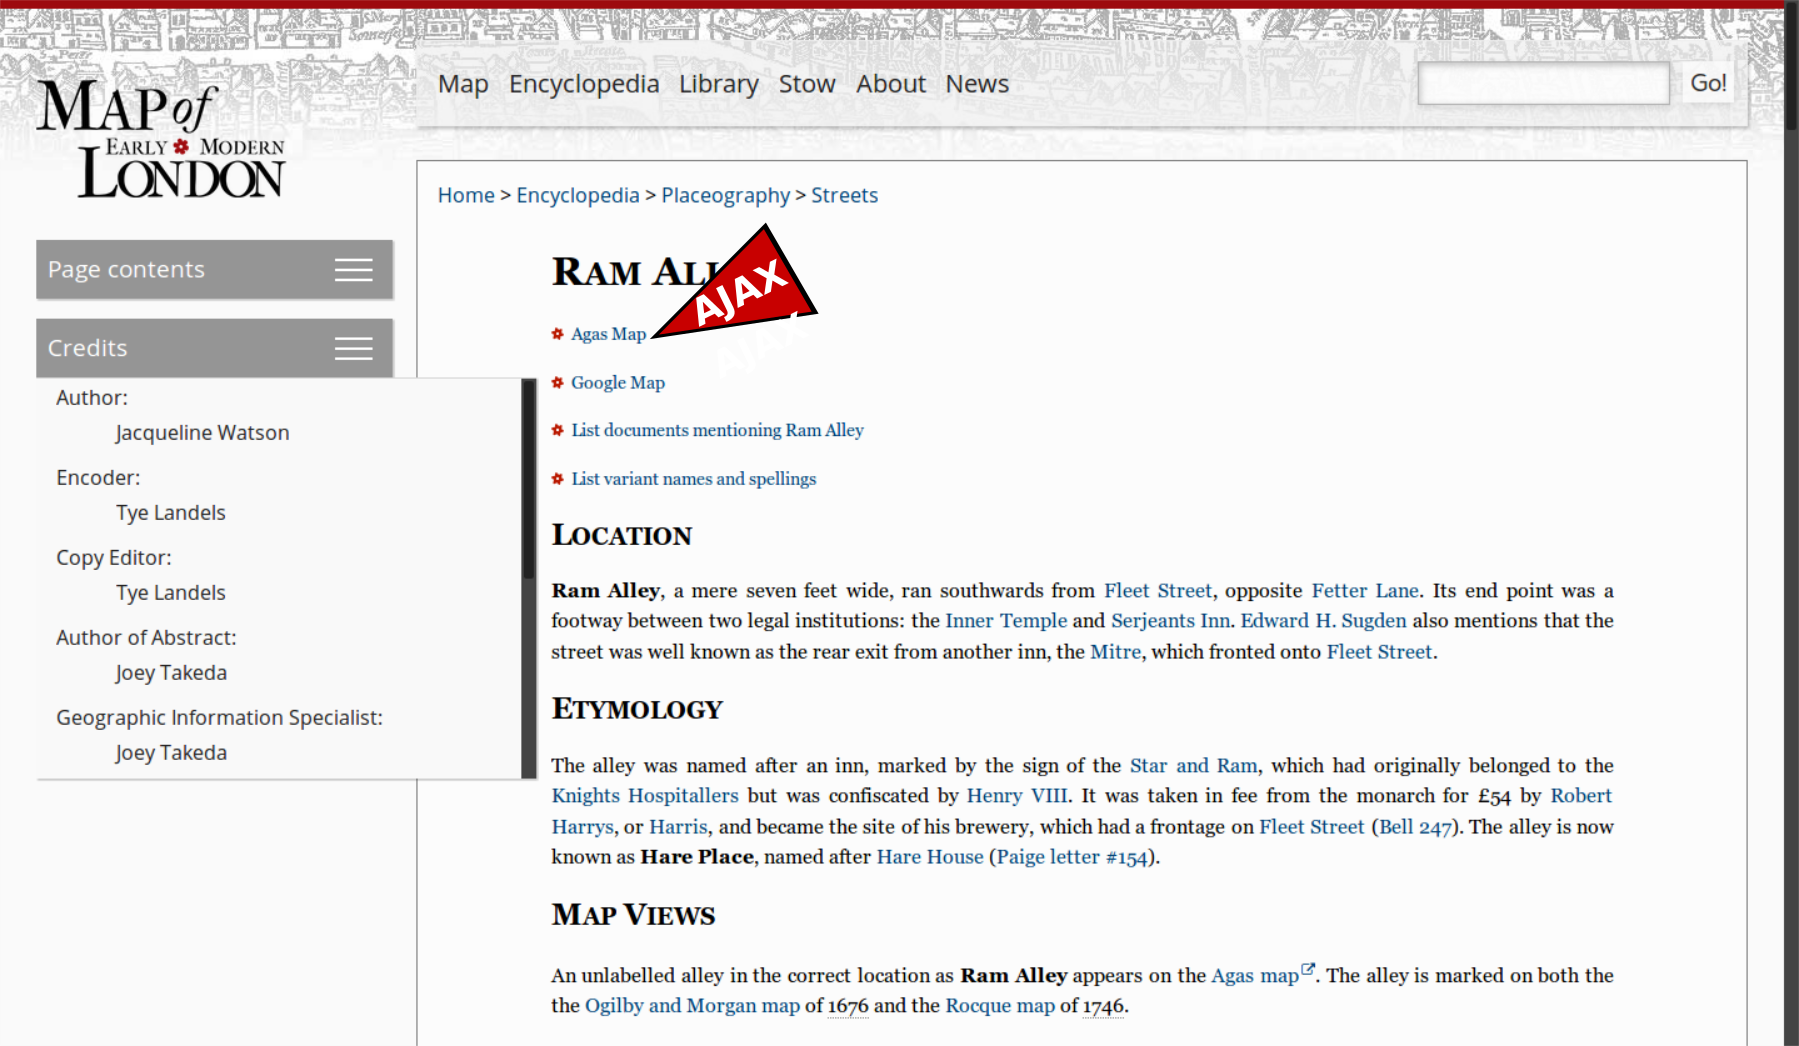 MAP of
EARLY MODERN
LONDON
Map Encyclopedia Library Stow About News
Go!
Home > Encyclopedia > Placeography > Streets
Page contents
Credits
Author:
Jacqueline Watson
Encoder:
Tye Landels
Copy Editor:
Tye Landels
Author of Abstract:
Joey Takeda
Geographic Information Specialist:
Joey Takeda
RAM ALL
AJAX
AJAX
Agas Map
Google Map
List documents mentioning Ram Alley
List variant names and spellings
LOCATION
Ram Alley, a mere seven feet wide, ran southwards from Fleet Street, opposite Fetter Lane. Its end point was a
footway between two legal institutions: the Inner Temple and Serjeants Inn. Edward H. Sugden also mentions that the
street was well known as the rear exit from another inn, the Mitre, which fronted onto Fleet Street.
ETYMOLOGY
The alley was named after an inn, marked by the sign of the Star and Ram, which had originally belonged to the
Knights Hospitallers but was confiscated by Henry VIII. It was taken in fee from the monarch for £54 by Robert
Harrys, or Harris, and became the site of his brewery, which had a frontage on Fleet Street (Bell 247). The alley is now
known as Hare Place, named after Hare House (Paige letter #154).
MAP VIEWS
An unlabelled alley in the correct location as Ram Alley appears on the Agas map. The alley is marked on both the
the Ogilby and Morgan map of 1676 and the Rocque map of 1746.